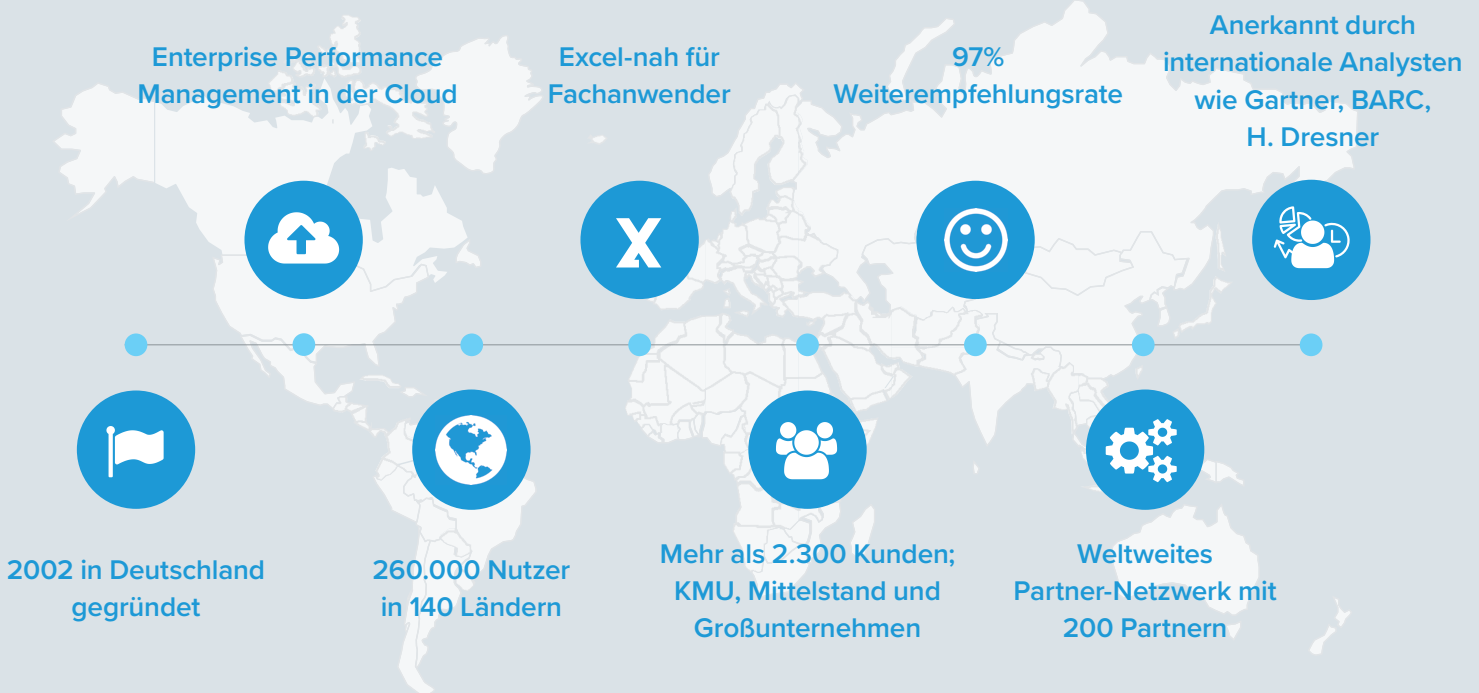 Enterprise Performance
Management in der Cloud
Excel-nah für
Fachanwender
97%
Weiterempfehlungsrate
Anerkannt durch
internationale Analysten
wie Gartner, BARC,
H. Dresner
2002 in Deutschland
gegründet
260.000 Nutzer
in 140 Ländern
Mehr als 2.300 Kunden;
KMU, Mittelstand und
Großunternehmen
Weltweites
Partner-Netzwerk mit
200 Partnern